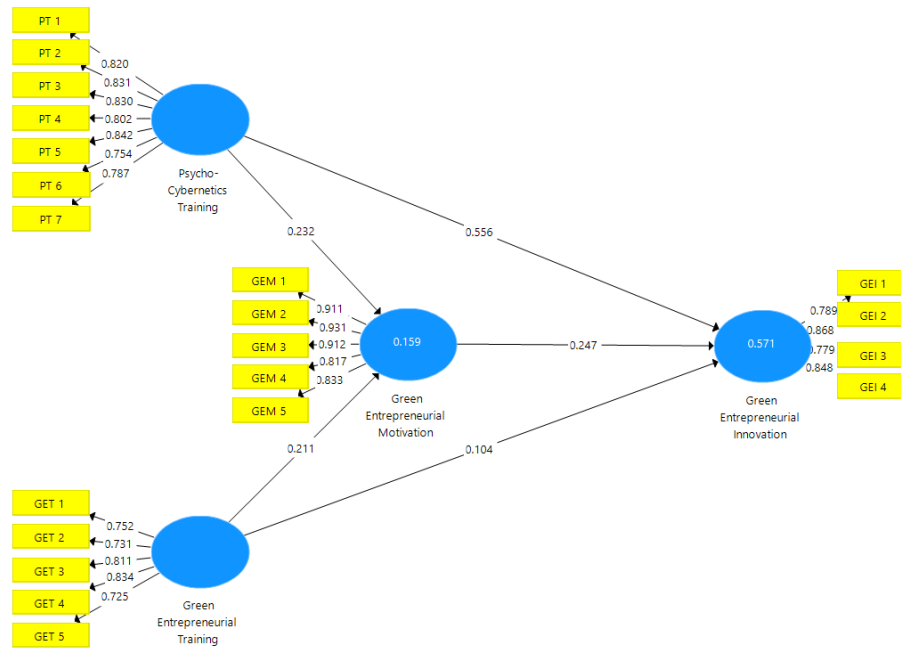 PT 1
PT 2
PT 3
PT 4
PT 5
PT 6
PT 7
0.820
0.831
0.830
0.802
0.842
0.754
0.787
Psycho-
Cybernetics
Training
0.232
0.556
GEM 1
GEM 2
GEM 3
GEM 4
GEM 5
0.911
0.931
0.912
0.817
0.833
0.159
Green
Entrepreneurial
Motivation
0.247
0.571
Green
Entrepreneurial
Innovation
0.789
0.868
0.779
0.848
GEI 1
GEI 2
GEI 3
GEI 4
0.211
0.104
GET 1
GET 2
GET 3
GET 4
GET 5
0.752
0.731
0.811
0.834
0.725
Green
Entrepreneurial
Training